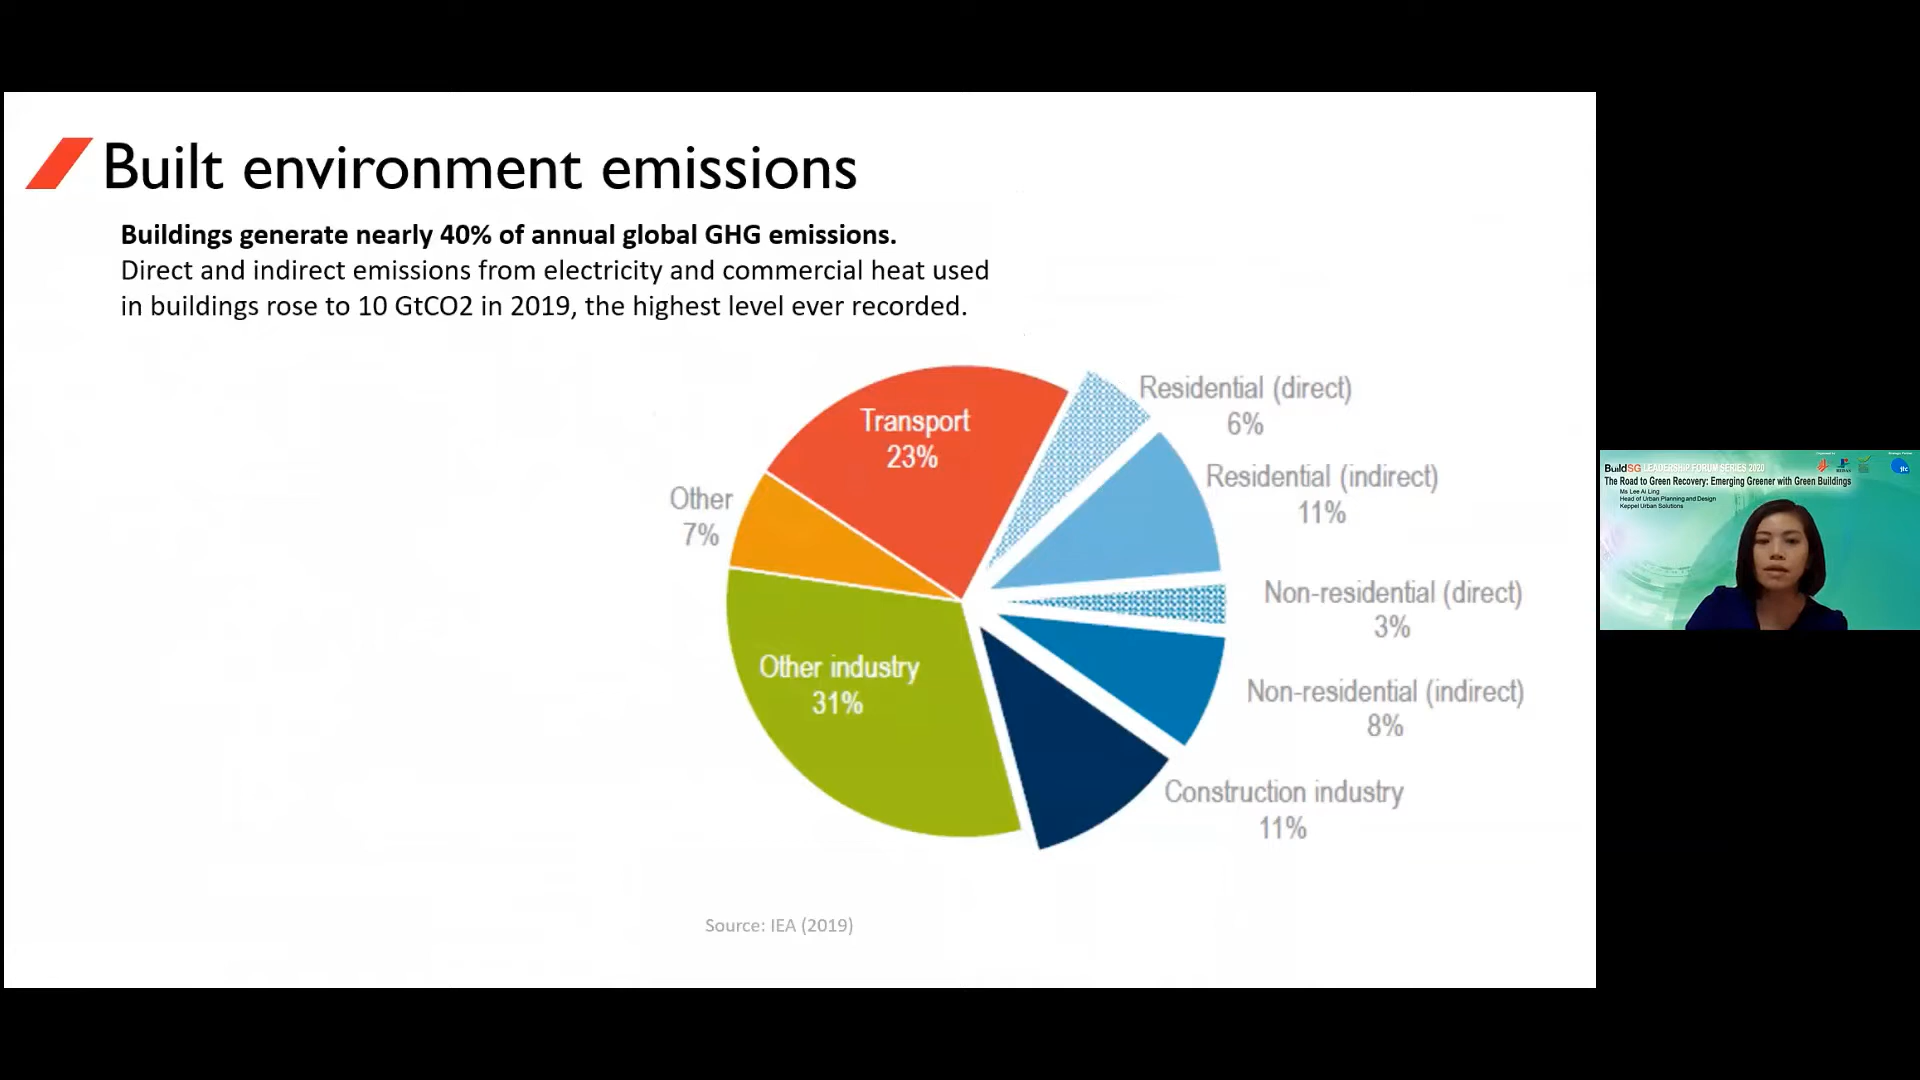 Built environment emissions
Buildings generate nearly 40% of annual global GHG emissions.
Direct and indirect emissions from electricity and commercial heat used
in buildings rose to 10 GtCO2 in 2019, the highest level ever recorded.
Transport
23%
Residential (direct)
6%
Residential (indirect)
11%
Other
7%
Non-residential (direct)
3%
Other industry
31%
Non-residential (indirect)
8%
Construction industry
11%
Source: IEA (2019)
BuildSG LEADERSHIP FORUM SERIES 2020
The Road to Green Recovery: Emerging Greener with Green Buildings
Ms Lee Ai Ling
Head of Urban Planning and Design
Keppel Urban Solutions